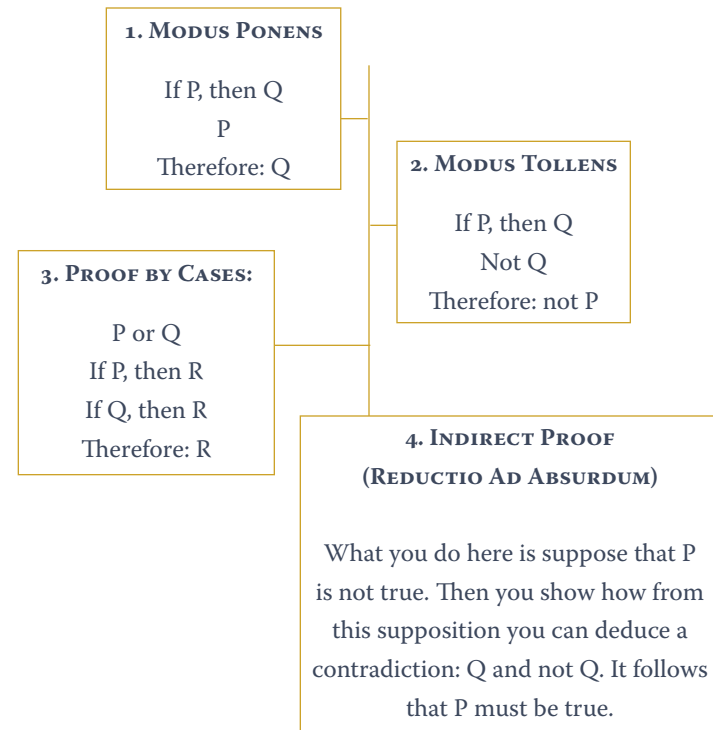 1. Modus Ponens
If P, then Q
P
Therefore: Q
2. Modus Tollens
If P, then Q
Not Q
Therefore: not P
3. Proof by Cases:
P or Q
If P, then R
If Q, then R
Therefore: R
4. Indirect Proof
(Reductio Ad Absurdum)
What you do here is suppose that P
is not true. Then you show how from
this supposition you can deduce a
contradiction: Q and not Q. It follows
that P must be true.